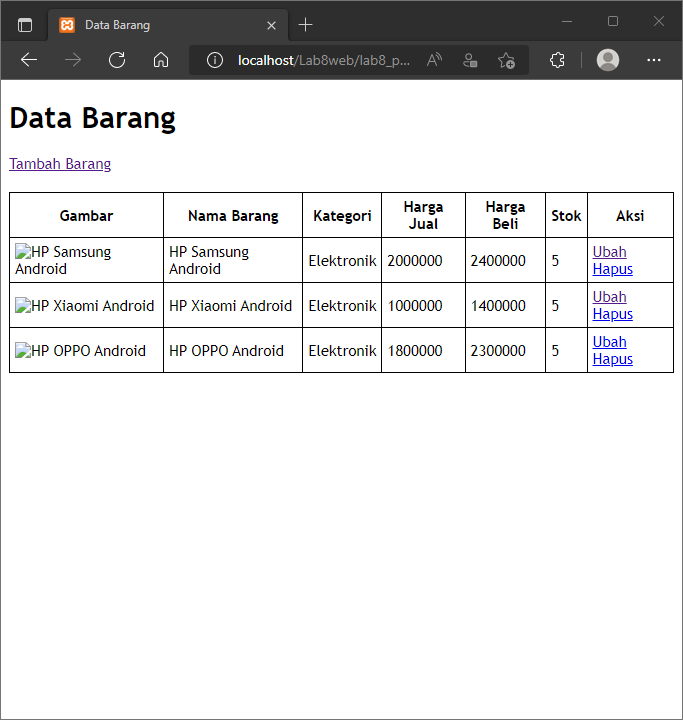 Data Barang
localhost/Lab8web/lab8_p...
Data Barang
Tambah Barang
Gambar Nama Barang Kategori Harga Jual Harga Beli Stok Aksi
HP Samsung Android HP Samsung Android Elektronik 2000000 2400000 5 Ubah Hapus
HP Xiaomi Android HP Xiaomi Android Elektronik 1000000 1400000 5 Ubah Hapus
HP OPPO Android HP OPPO Android Elektronik 1800000 2300000 5 Ubah Hapus